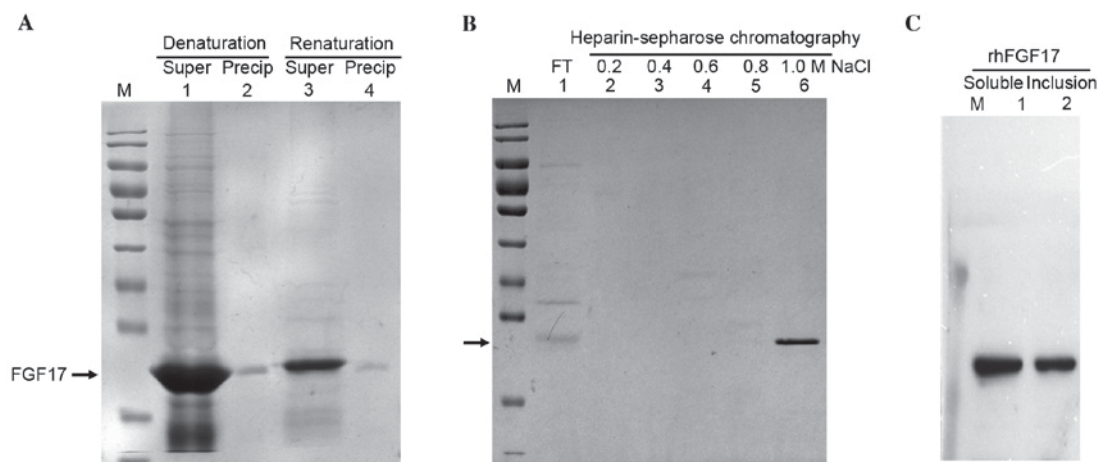 A
Denaturation Renaturation
Super Precip Super Precip
M 1 2 3 4
FGF17
B
Heparin-sepharose chromatography
FT 0.2 0.4 0.6 0.8 1.0 M NaCl
M 1 2 3 4 5 6
C
rhFGF17
Soluble Inclusion
M 1 2